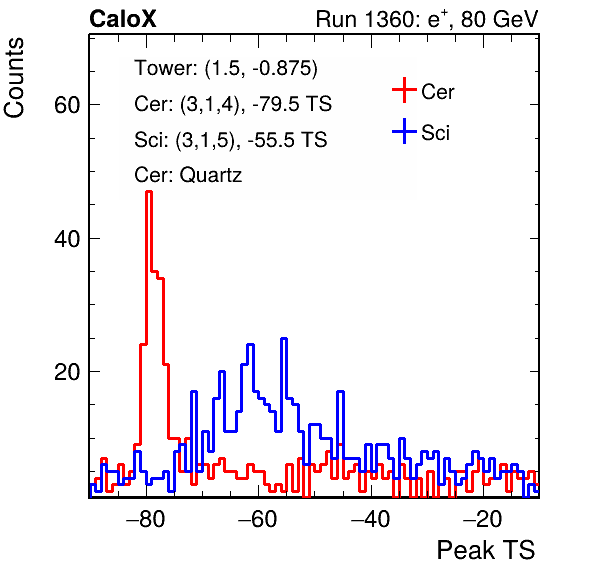 CaloX Run 1360: e⁺, 80 GeV
Counts
Tower: (1.5, -0.875)
Cer: (3,1,4), -79.5 TS
Sci: (3,1,5), -55.5 TS
Cer: Quartz
Cer
Sci
60
40
20
−80 −60 −40 −20
Peak TS